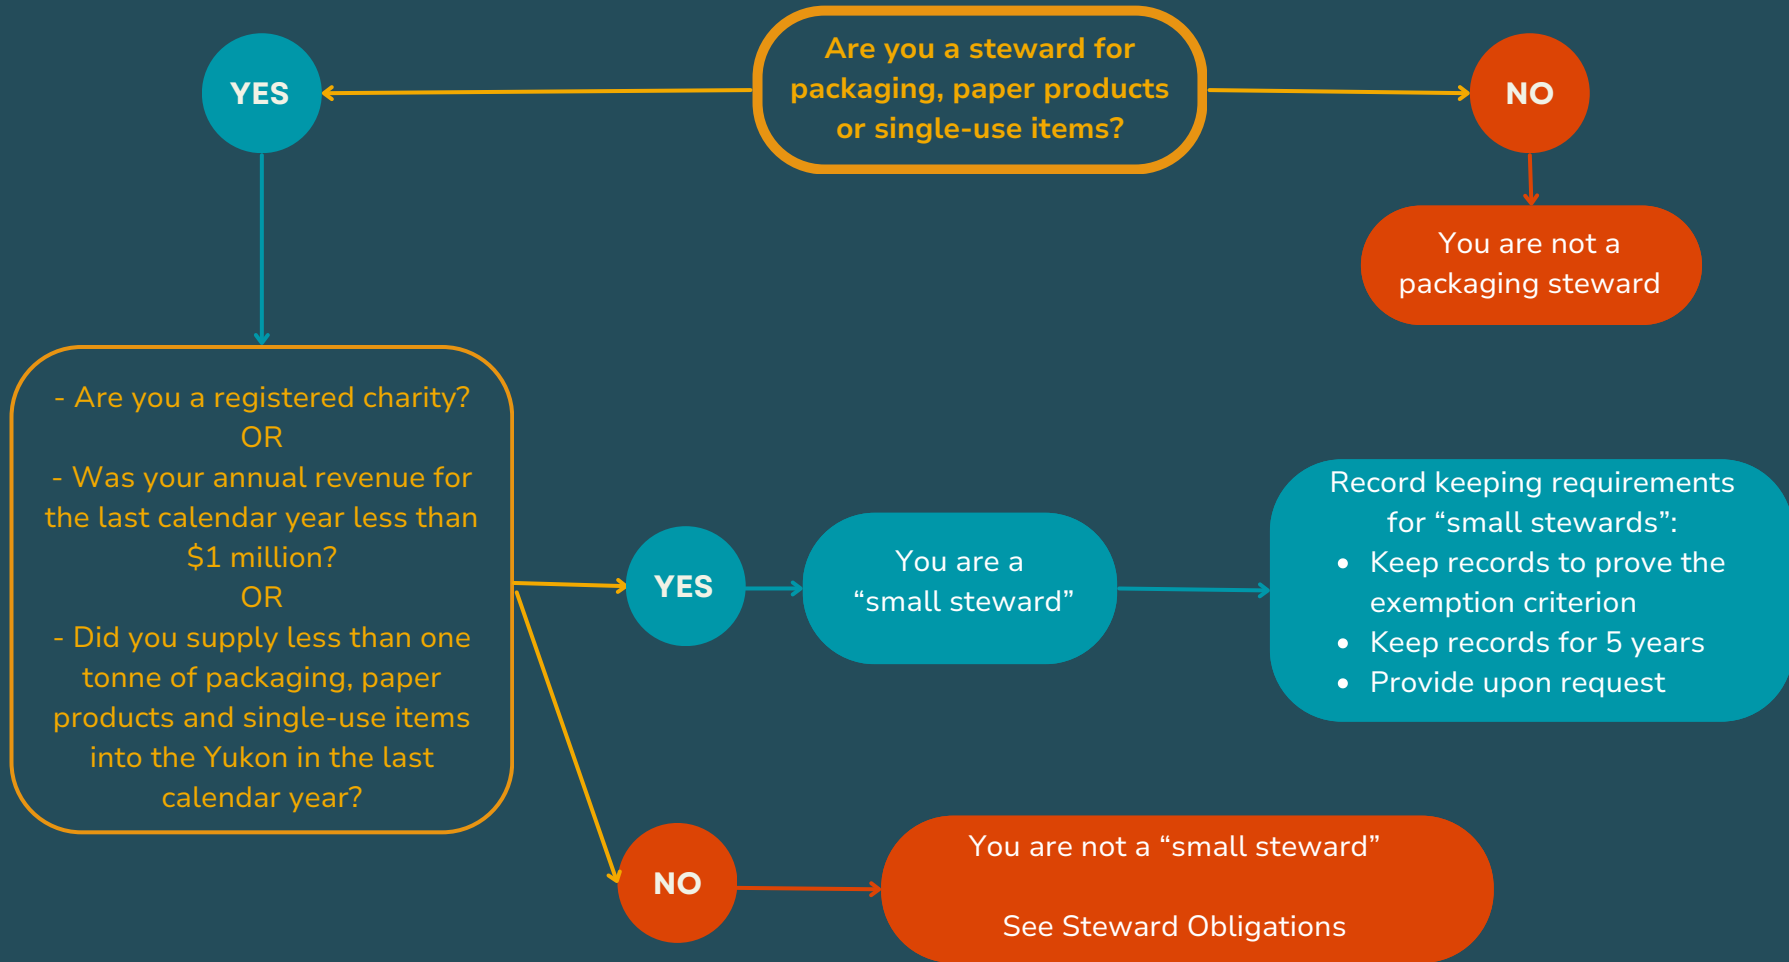 Are you a steward for
packaging, paper products
or single-use items?
YES
NO
You are not a
packaging steward
- Are you a registered charity?
OR
- Was your annual revenue for
the last calendar year less than
$1 million?
OR
- Did you supply less than one
tonne of packaging, paper
products and single-use items
into the Yukon in the last
calendar year?
YES
You are a
“small steward”
Record keeping requirements
for “small stewards”:
• Keep records to prove the
exemption criterion
• Keep records for 5 years
• Provide upon request
NO
You are not a “small steward”
See Steward Obligations